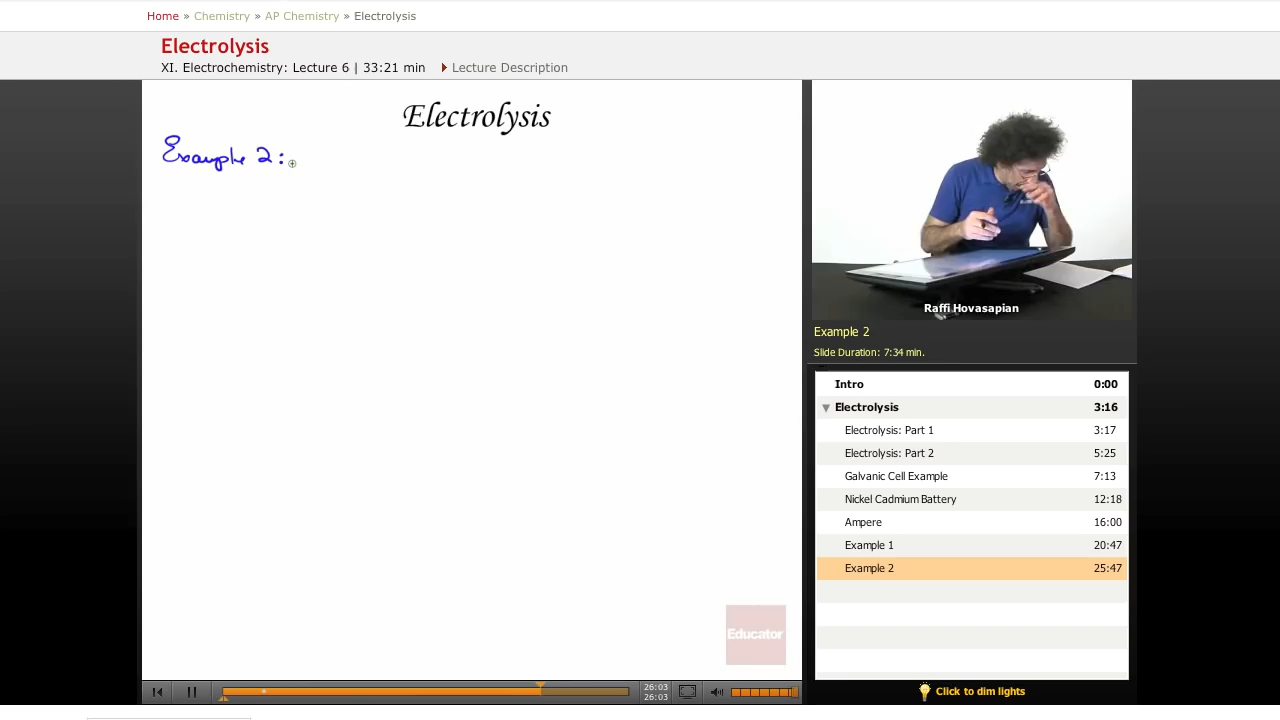 Home » Chemistry » AP Chemistry » Electrolysis
Electrolysis
XI. Electrochemistry: Lecture 6 | 33:21 min
Lecture Description
Electrolysis
Example 2:
Raffi Hovasapian
Example 2
Slide Duration: 7:34 min.
Intro 0:00
Electrolysis 3:16
Electrolysis: Part 1 3:17
Electrolysis: Part 2 5:25
Galvanic Cell Example 7:13
Nickel Cadmium Battery 12:18
Ampere 16:00
Example 1 20:47
Example 2 25:47
Educator
26:03
26:03
Click to dim lights